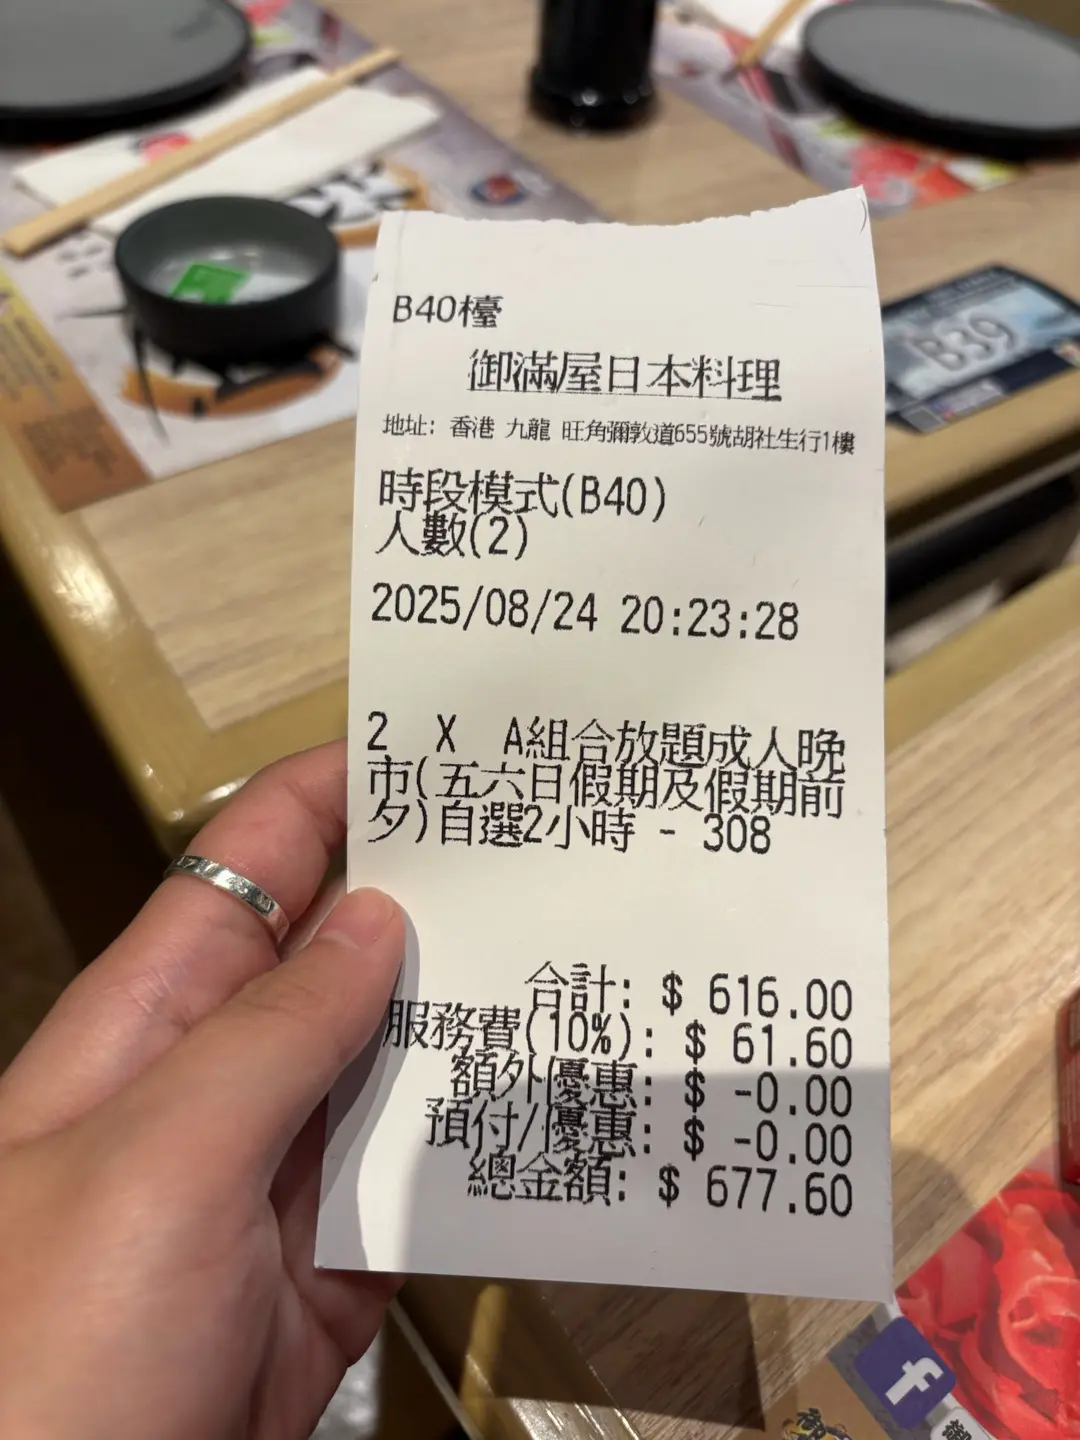 B40檯
御滿屋日本料理
地址: 香港 九龍 旺角彌敦道655號胡社生行1樓
時段模式(B40)
人數(2)
2025/08/24 20:23:28
2 X A組合放題成人晚
市(五六日假期及假期前
夕)自選2小時 - 308
合計: $ 616.00
服務費(10%): $ 61.60
額外優惠: $ -0.00
預付/優惠: $ -0.00
總金額: $ 677.60
B39
f